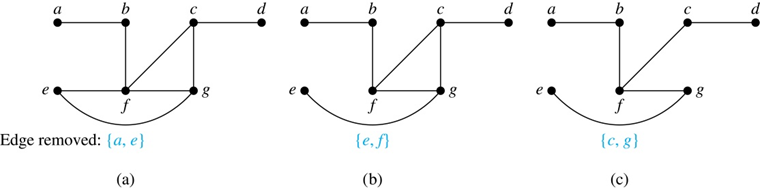 a b c d a b c d a b c d
e f g e f g e f g
Edge removed: {a, e} {e, f} {c, g}
(a) (b) (c)